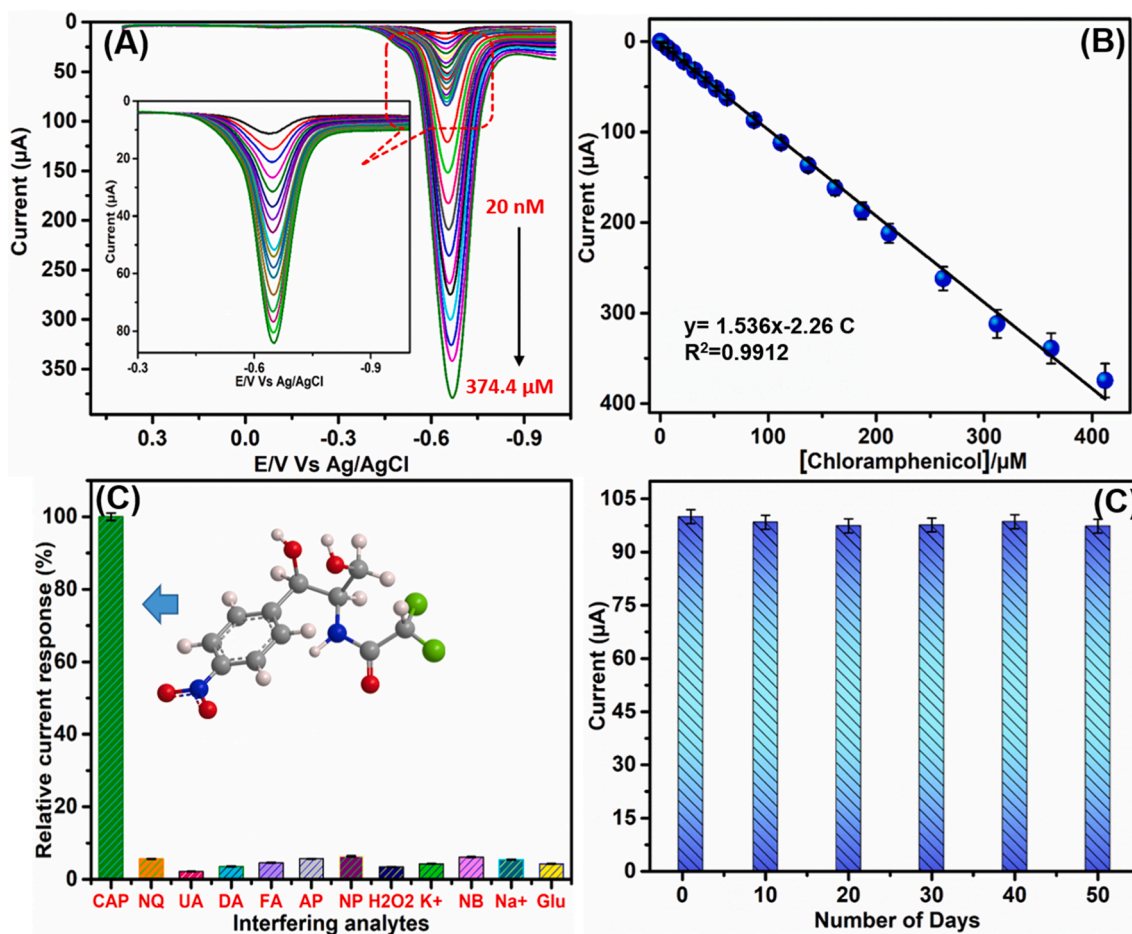 (A)
Current (µA)
0
50
100
150
200
250
300
350
0.3
0.0
-0.3
-0.6
-0.9
E/V Vs Ag/AgCl
20 nM
374.4 µM
Current (µA)
0
20
40
60
80
-0.3
-0.6
-0.9
E/V Vs Ag/AgCl
(B)
Current (µA)
0
100
200
300
400
y= 1.536x-2.26 C
R²=0.9912
0
100
200
300
400
[Chloramphenicol]/µM
(C)
Relative current response (%)
100
80
60
40
20
0
CAP NQ UA DA FA AP NP H2O2 K+ NB Na+ Glu
Interfering analytes
(C)
Current (µA)
105
90
75
60
45
30
15
0
0
10
20
30
40
50
Number of Days